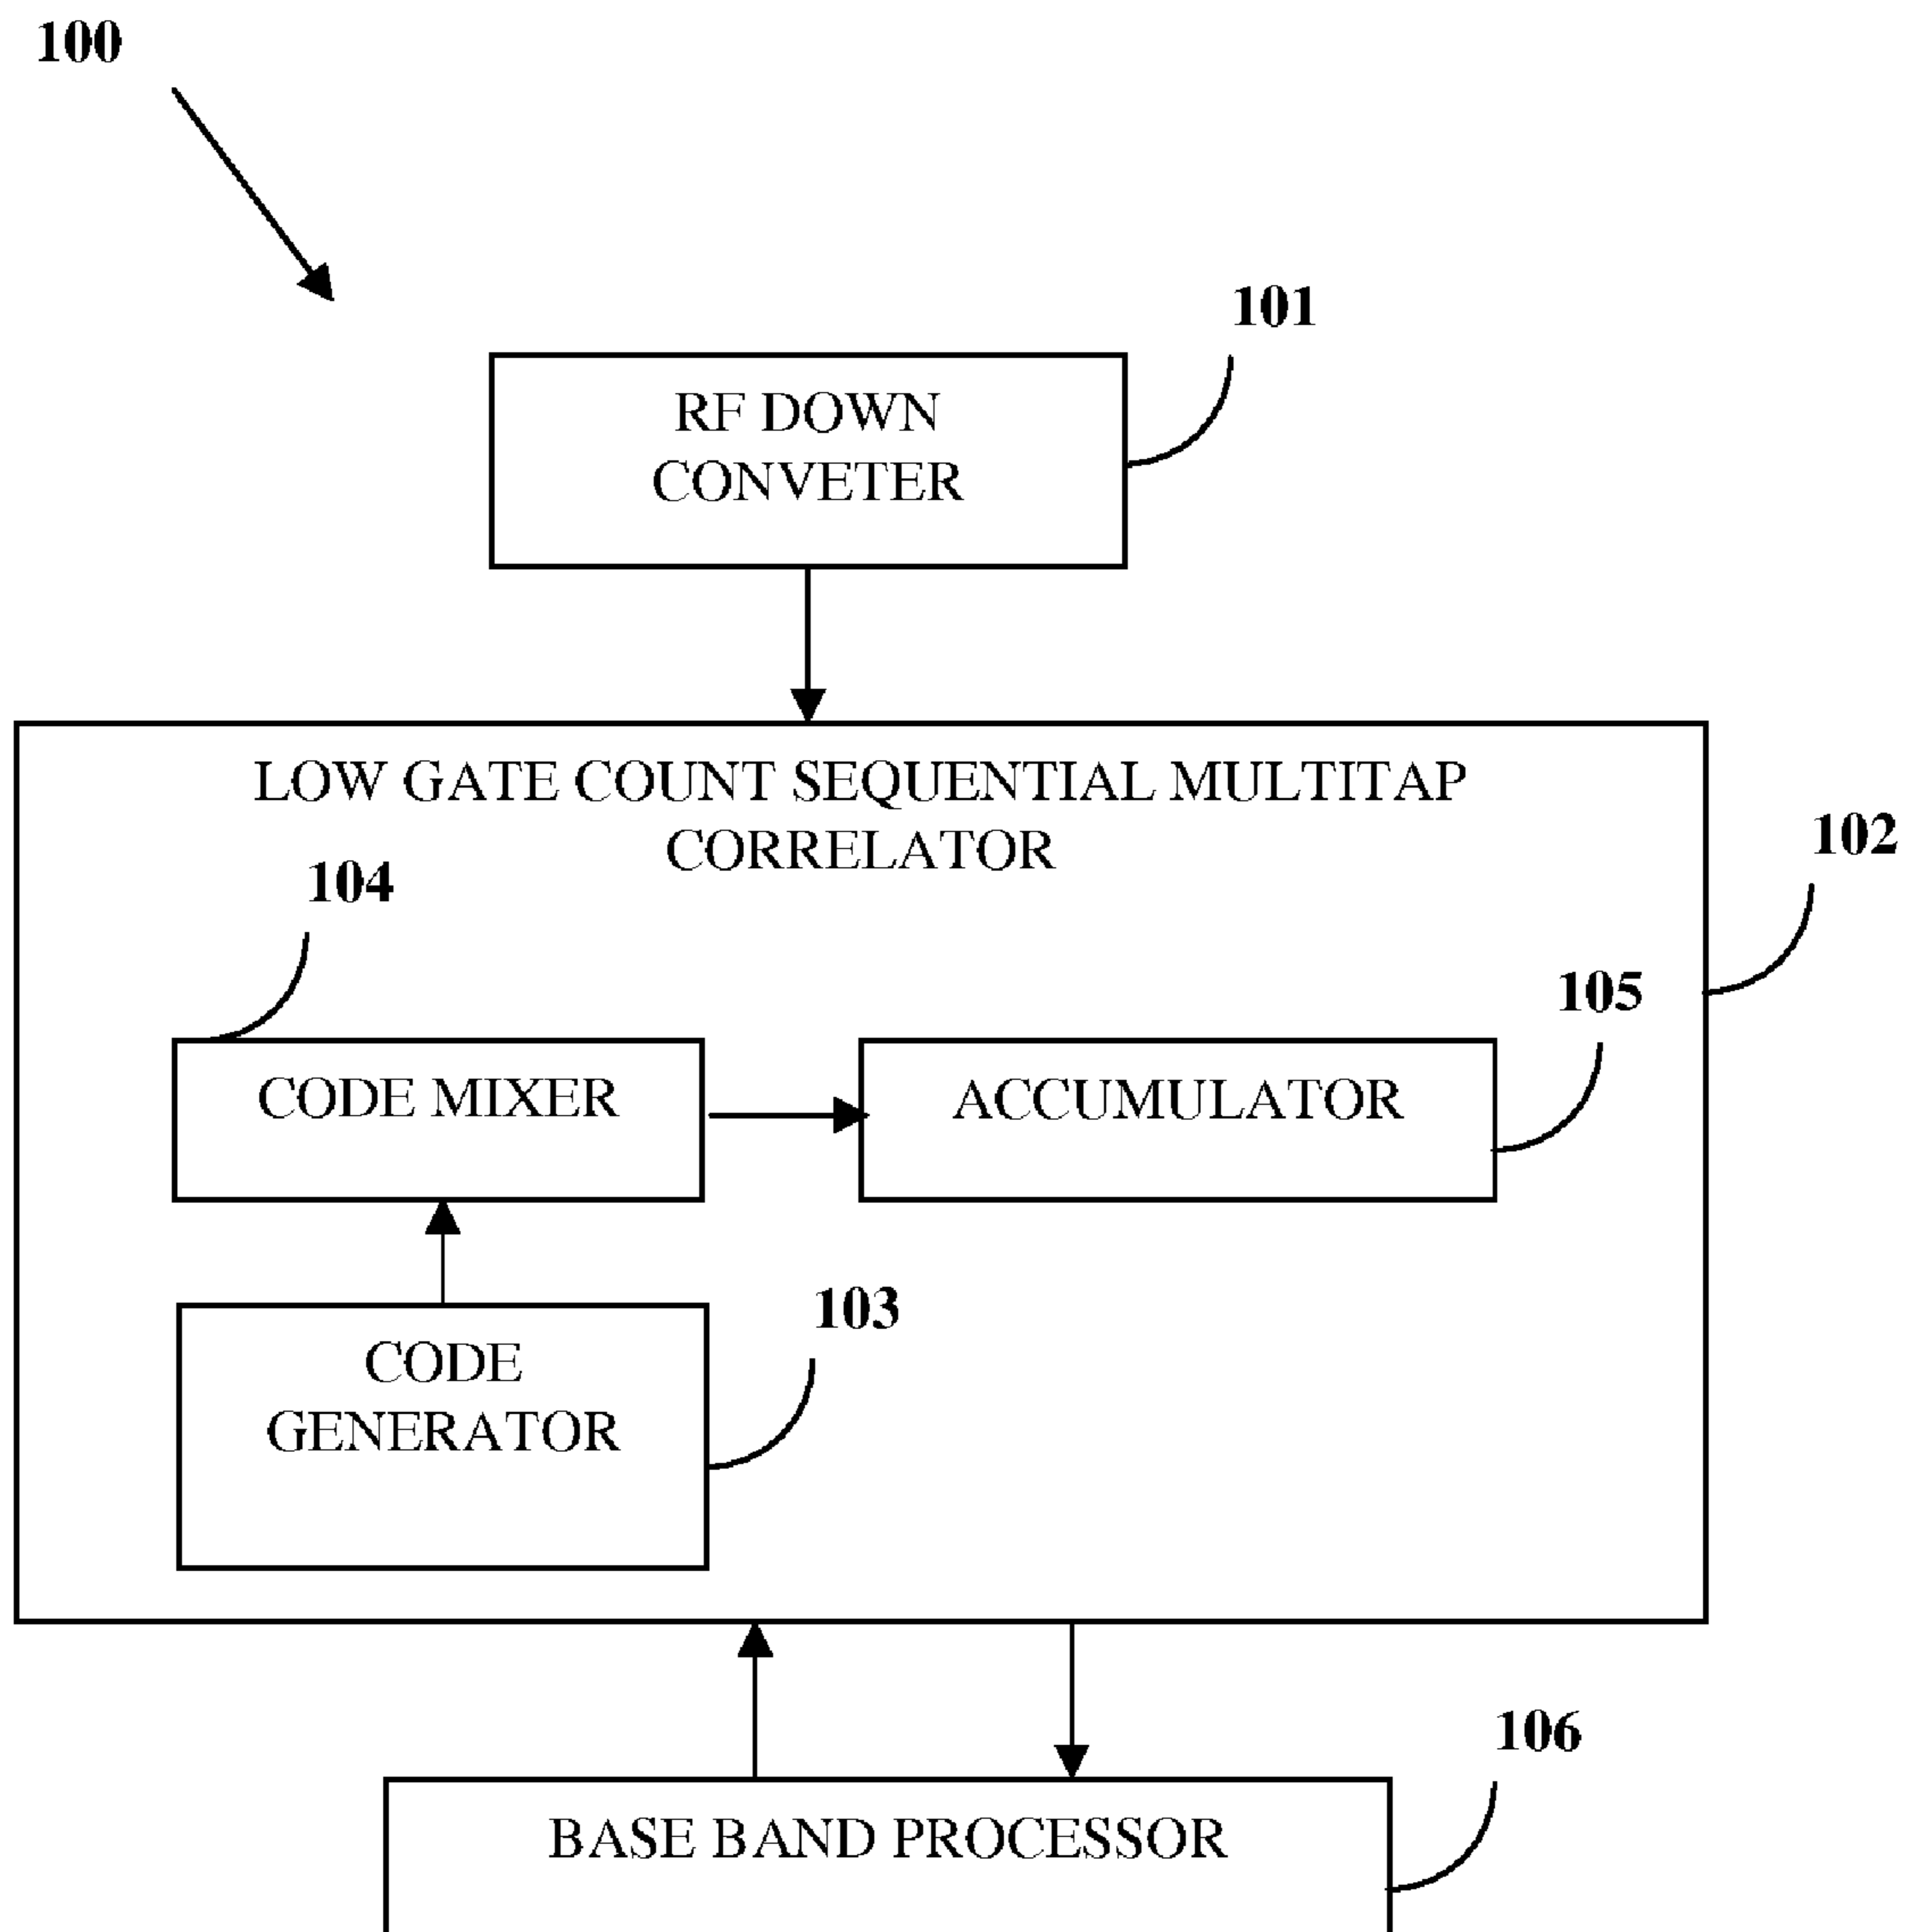 100
101
RF DOWN
CONVETER
LOW GATE COUNT SEQUENTIAL MULTITAP
CORRELATOR
102
104
105
CODE MIXER
ACCUMULATOR
103
CODE
GENERATOR
106
BASE BAND PROCESSOR